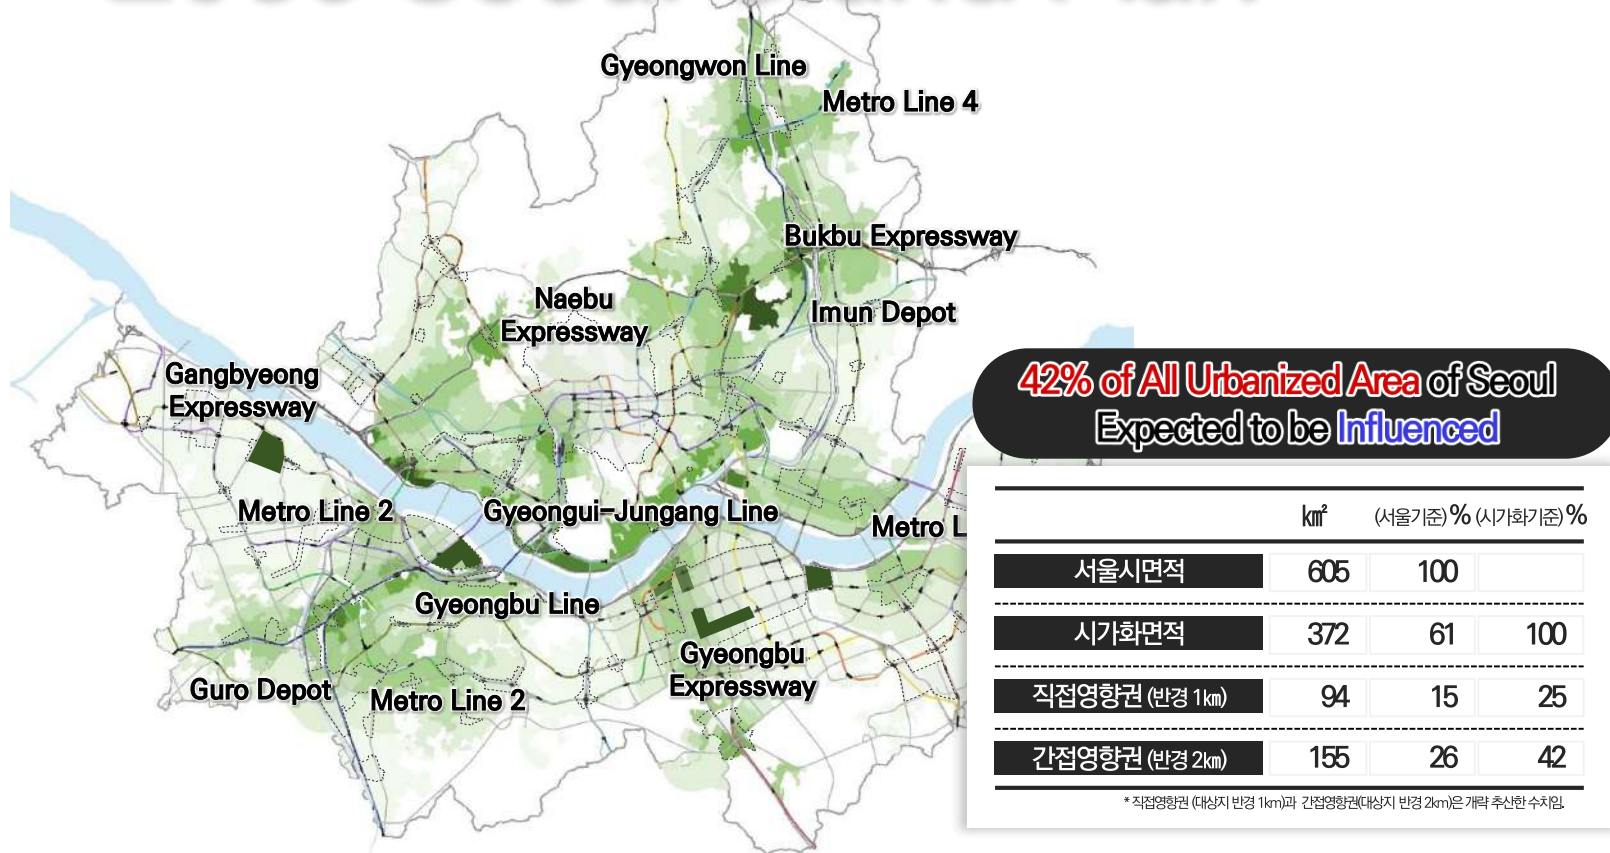 Gyeongwon Line
Metro Line 4
Bukbu Expressway
Naebu
Expressway
Imun Depot
Gangbyeong
Expressway
Metro Line 2
Gyeongui-Jungang Line
Metro L
Gyeongbu Line
Gyeongbu
Expressway
Guro Depot
Metro Line 2
42% of All Urbanized Area of Seoul
Expected to be Influenced
km² (서울기준) % (시가화기준) %
서울시면적 605 100
시가화면적 372 61 100
직접영향권 (반경 1km) 94 15 25
간접영향권 (반경 2km) 155 26 42
* 직접영향권 (대상지 반경 1km)과 간접영향권(대상지 반경 2km)은 개략 추산한 수치임.